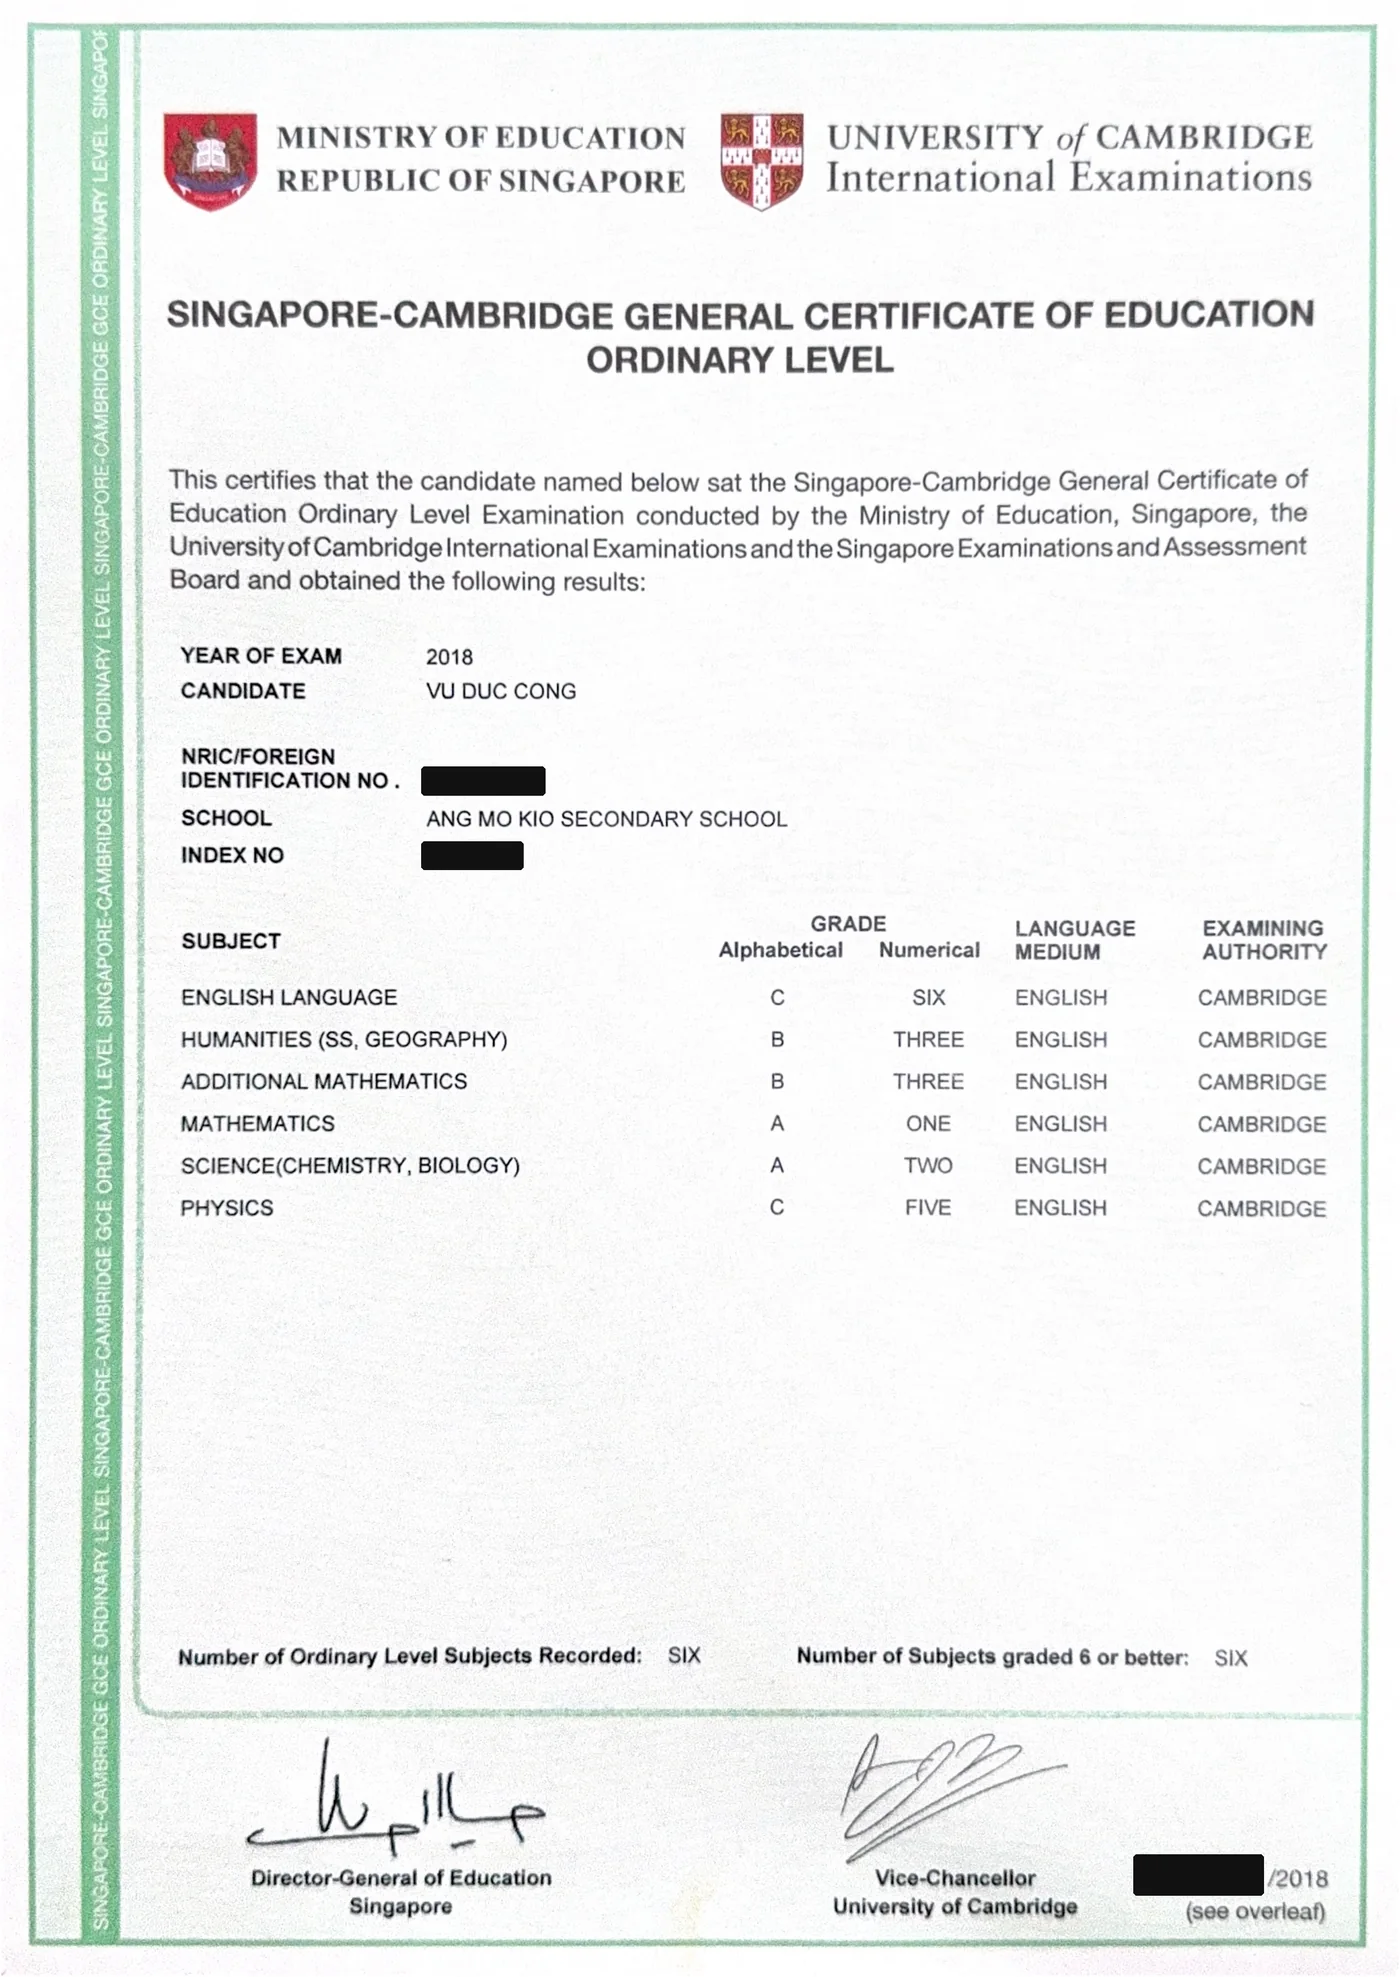 MINISTRY OF EDUCATION
REPUBLIC OF SINGAPORE
UNIVERSITY of CAMBRIDGE
International Examinations
SINGAPORE-CAMBRIDGE GENERAL CERTIFICATE OF EDUCATION
ORDINARY LEVEL
This certifies that the candidate named below sat the Singapore-Cambridge General Certificate of
Education Ordinary Level Examination conducted by the Ministry of Education, Singapore, the
University of Cambridge International Examinations and the Singapore Examinations and Assessment
Board and obtained the following results:
YEAR OF EXAM 2018
CANDIDATE VU DUC CONG
NRIC/FOREIGN
IDENTIFICATION NO .
SCHOOL ANG MO KIO SECONDARY SCHOOL
INDEX NO
SUBJECT GRADE LANGUAGE MEDIUM EXAMINING AUTHORITY
Alphabetical Numerical
ENGLISH LANGUAGE C SIX ENGLISH CAMBRIDGE
HUMANITIES (SS, GEOGRAPHY) B THREE ENGLISH CAMBRIDGE
ADDITIONAL MATHEMATICS B THREE ENGLISH CAMBRIDGE
MATHEMATICS A ONE ENGLISH CAMBRIDGE
SCIENCE(CHEMISTRY, BIOLOGY) A TWO ENGLISH CAMBRIDGE
PHYSICS C FIVE ENGLISH CAMBRIDGE
Number of Ordinary Level Subjects Recorded: SIX Number of Subjects graded 6 or better: SIX
Director-General of Education
Singapore
Vice-Chancellor
University of Cambridge
/2018
(see overleaf)
SINGAPORE-CAMBRIDGE GCE ORDINARY LEVEL SINGAPORE-CAMBRIDGE GCE ORDINARY LEVEL SINGAPORE-CAMBRIDGE GCE ORDINARY LEVEL SINGAPORE-CAMBRIDGE GCE ORDINARY LEVEL SINGAPORE-CAMBRIDGE GCE ORDINARY LEVEL SINGAPOR